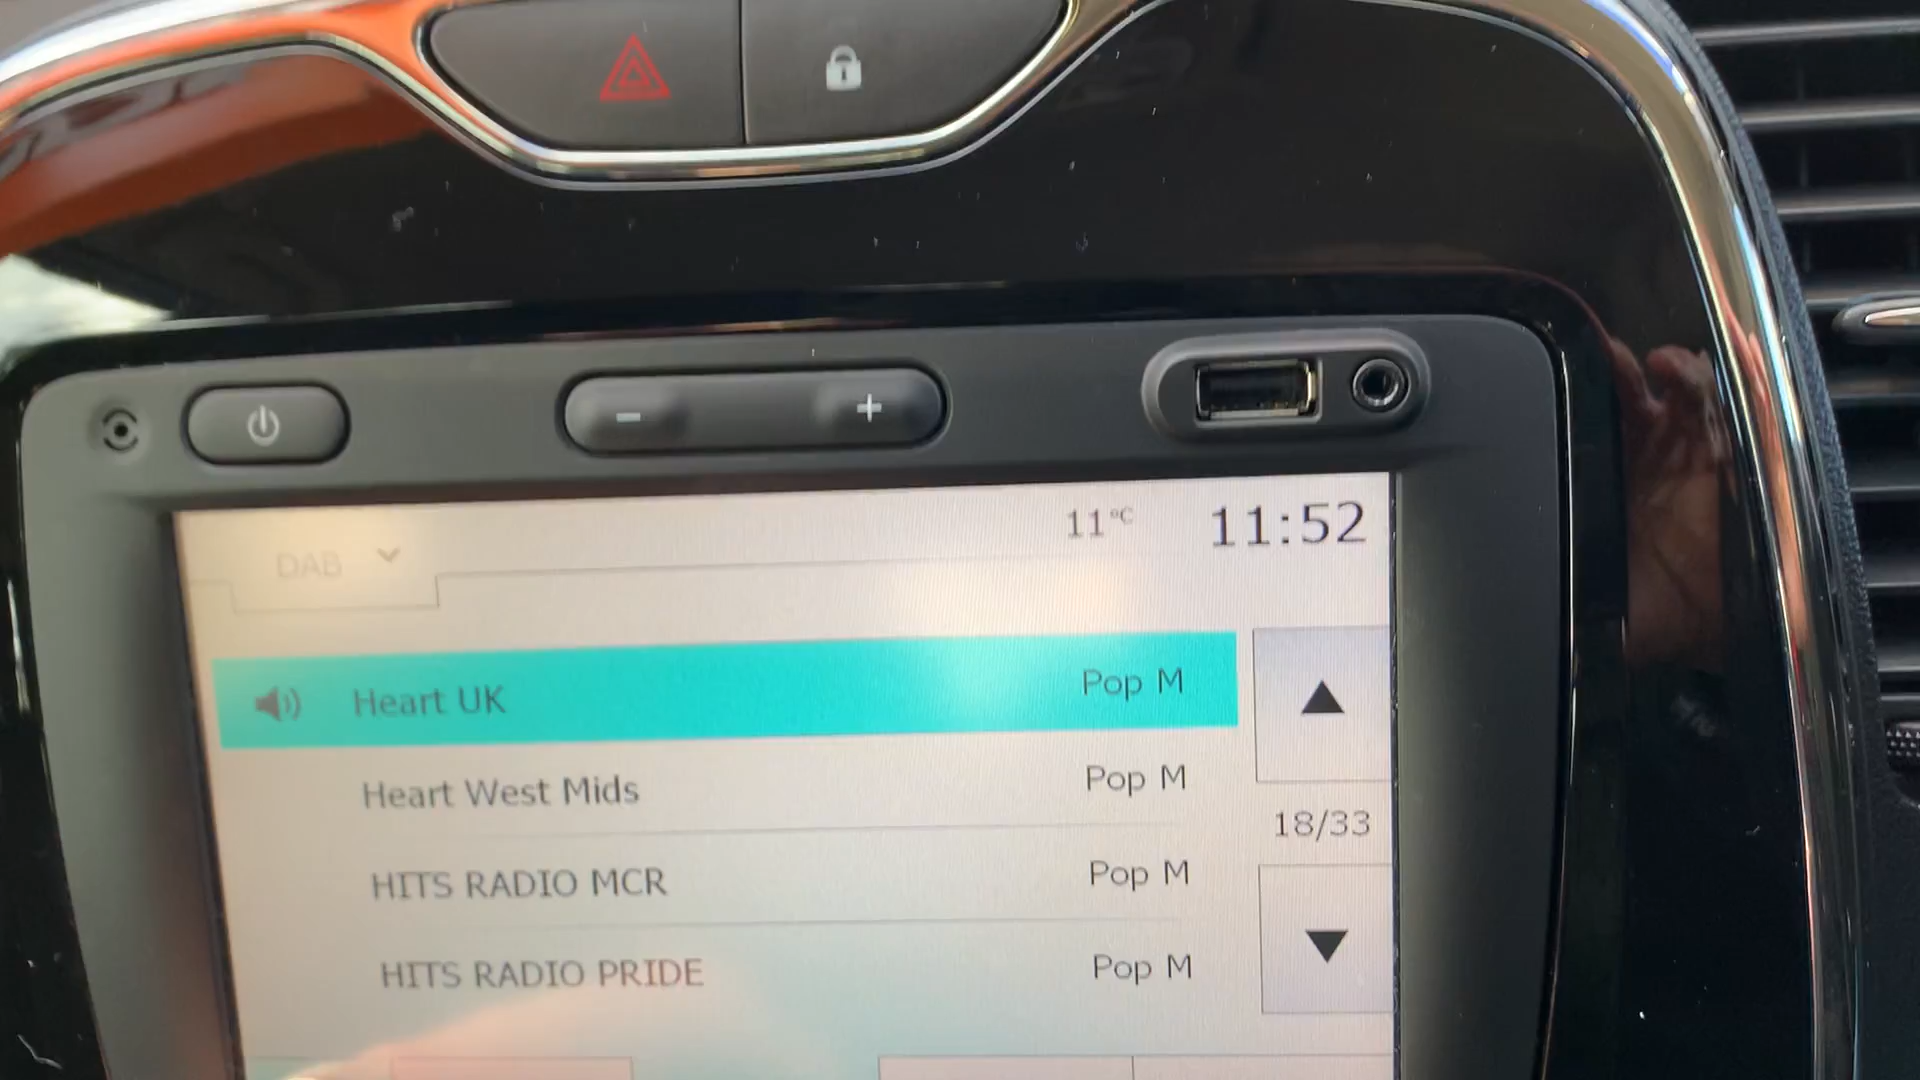 11°C 11:52
DAB
Heart UK Pop M
Heart West Mids Pop M
18/33
HITS RADIO MCR Pop M
HITS RADIO PRIDE Pop M